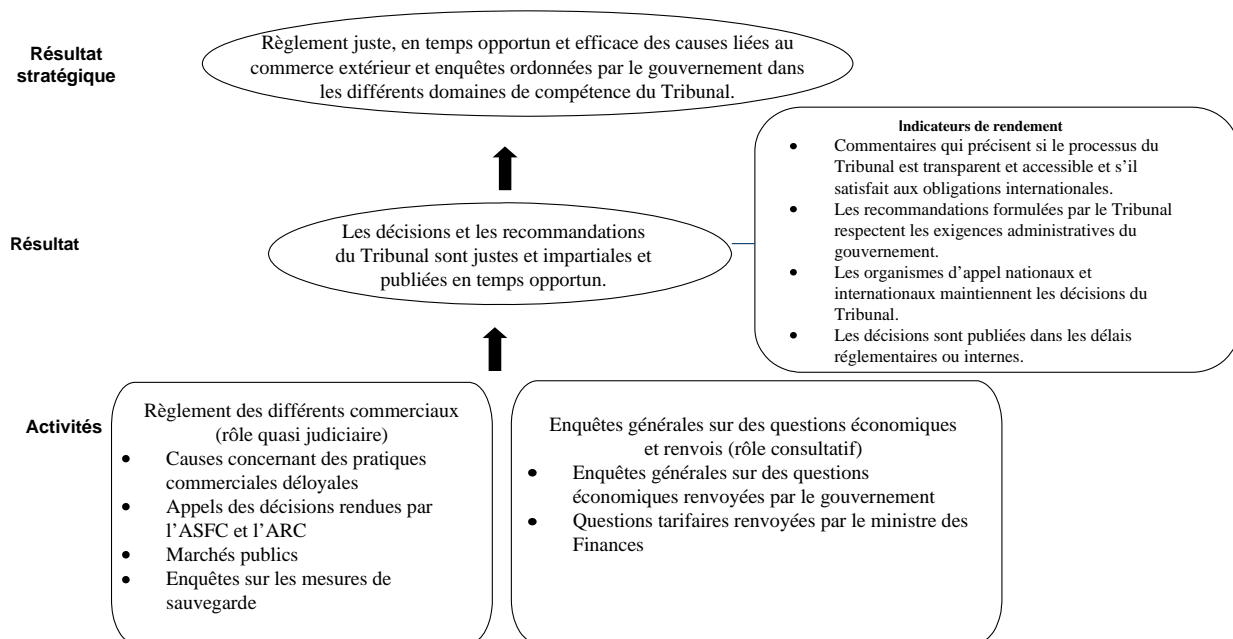 Résultat
stratégique
Règlement juste, en temps opportun et efficace des causes liées au
commerce extérieur et enquêtes ordonnées par le gouvernement dans
les différents domaines de compétence du Tribunal.
Indicateurs de rendement
• Commentaires qui précisent si le processus du
Tribunal est transparent et accessible et s'il
satisfait aux obligations internationales.
• Les recommandations formulées par le Tribunal
respectent les exigences administratives du
gouvernement.
• Les organismes d'appel nationaux et
internationaux maintiennent les décisions du
Tribunal.
• Les décisions sont publiées dans les délais
réglementaires ou internes.
Résultat
Les décisions et les recommandations
du Tribunal sont justes et impartiales et
publiées en temps opportun.
Activités
Règlement des différents commerciaux
(rôle quasi judiciaire)
• Causes concernant des pratiques
commerciales déloyales
• Appels des décisions rendues par
l'ASFC et l'ARC
• Marchés publics
• Enquêtes sur les mesures de
sauvegarde
Enquêtes générales sur des questions économiques
et renvois (rôle consultatif)
• Enquêtes générales sur des questions
économiques renvoyées par le gouvernement
• Questions tarifaires renvoyées par le ministre des
Finances